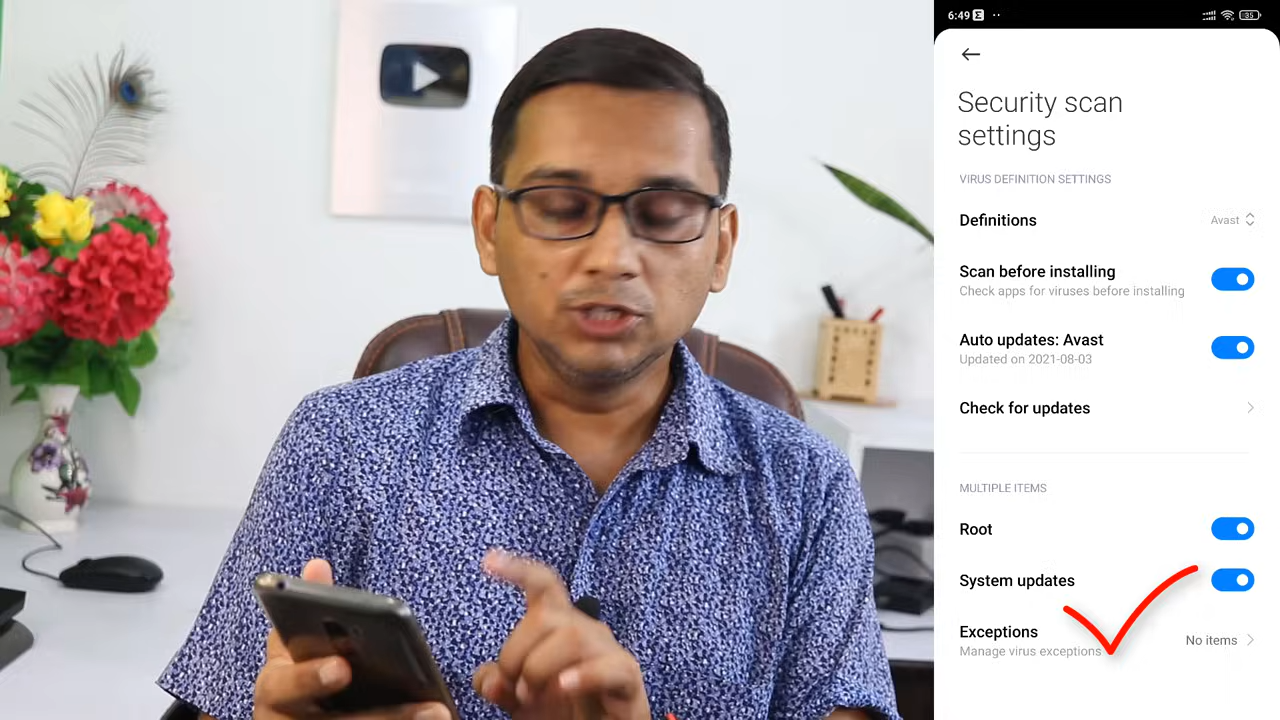 6:49
35
Security scan
settings
VIRUS DEFINITION SETTINGS
Definitions
Avast
Scan before installing
Check apps for viruses before installing
Auto updates: Avast
Updated on 2021-08-03
Check for updates
MULTIPLE ITEMS
Root
System updates
Exceptions
Manage virus exceptions
No items